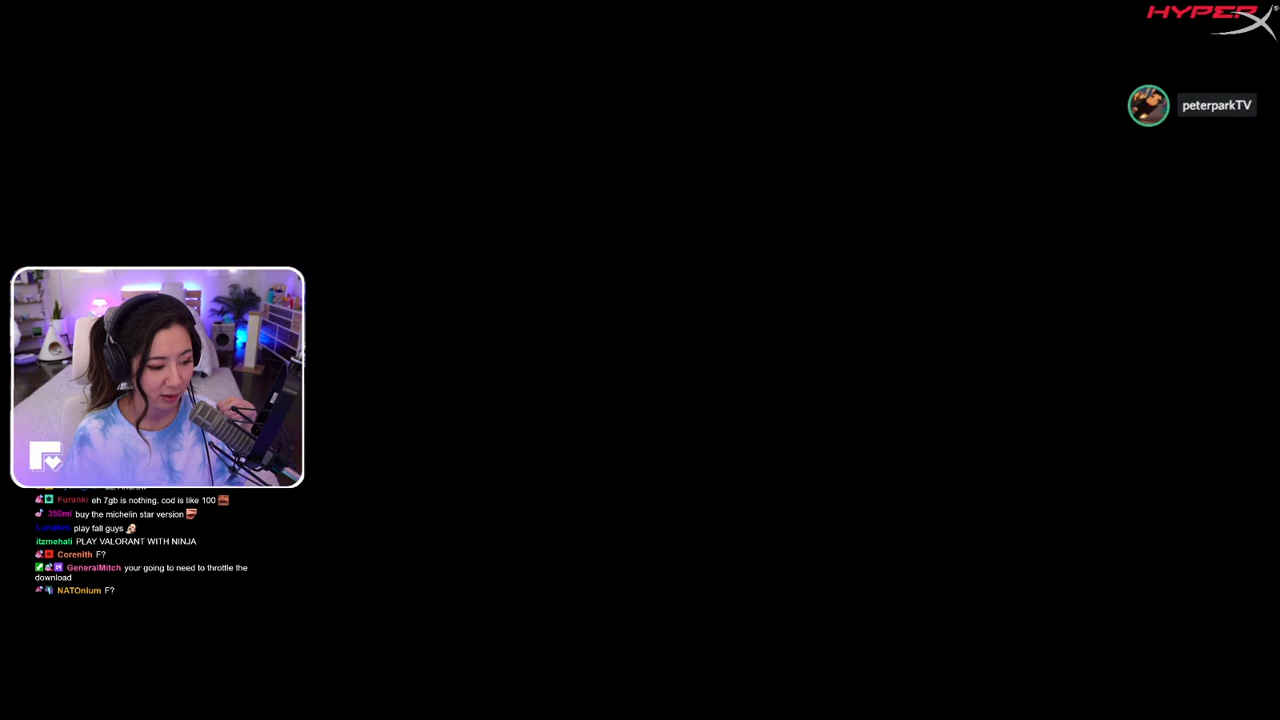 HYPERX
peterparkTV
Furanki eh 7gb is nothing. cod is like 100
350ml buy the michelin star version
play fall guys
itzmehali PLAY VALORANT WITH NINJA
Corenith F?
GeneralMitch your going to need to throttle the
download
NATOnium F?